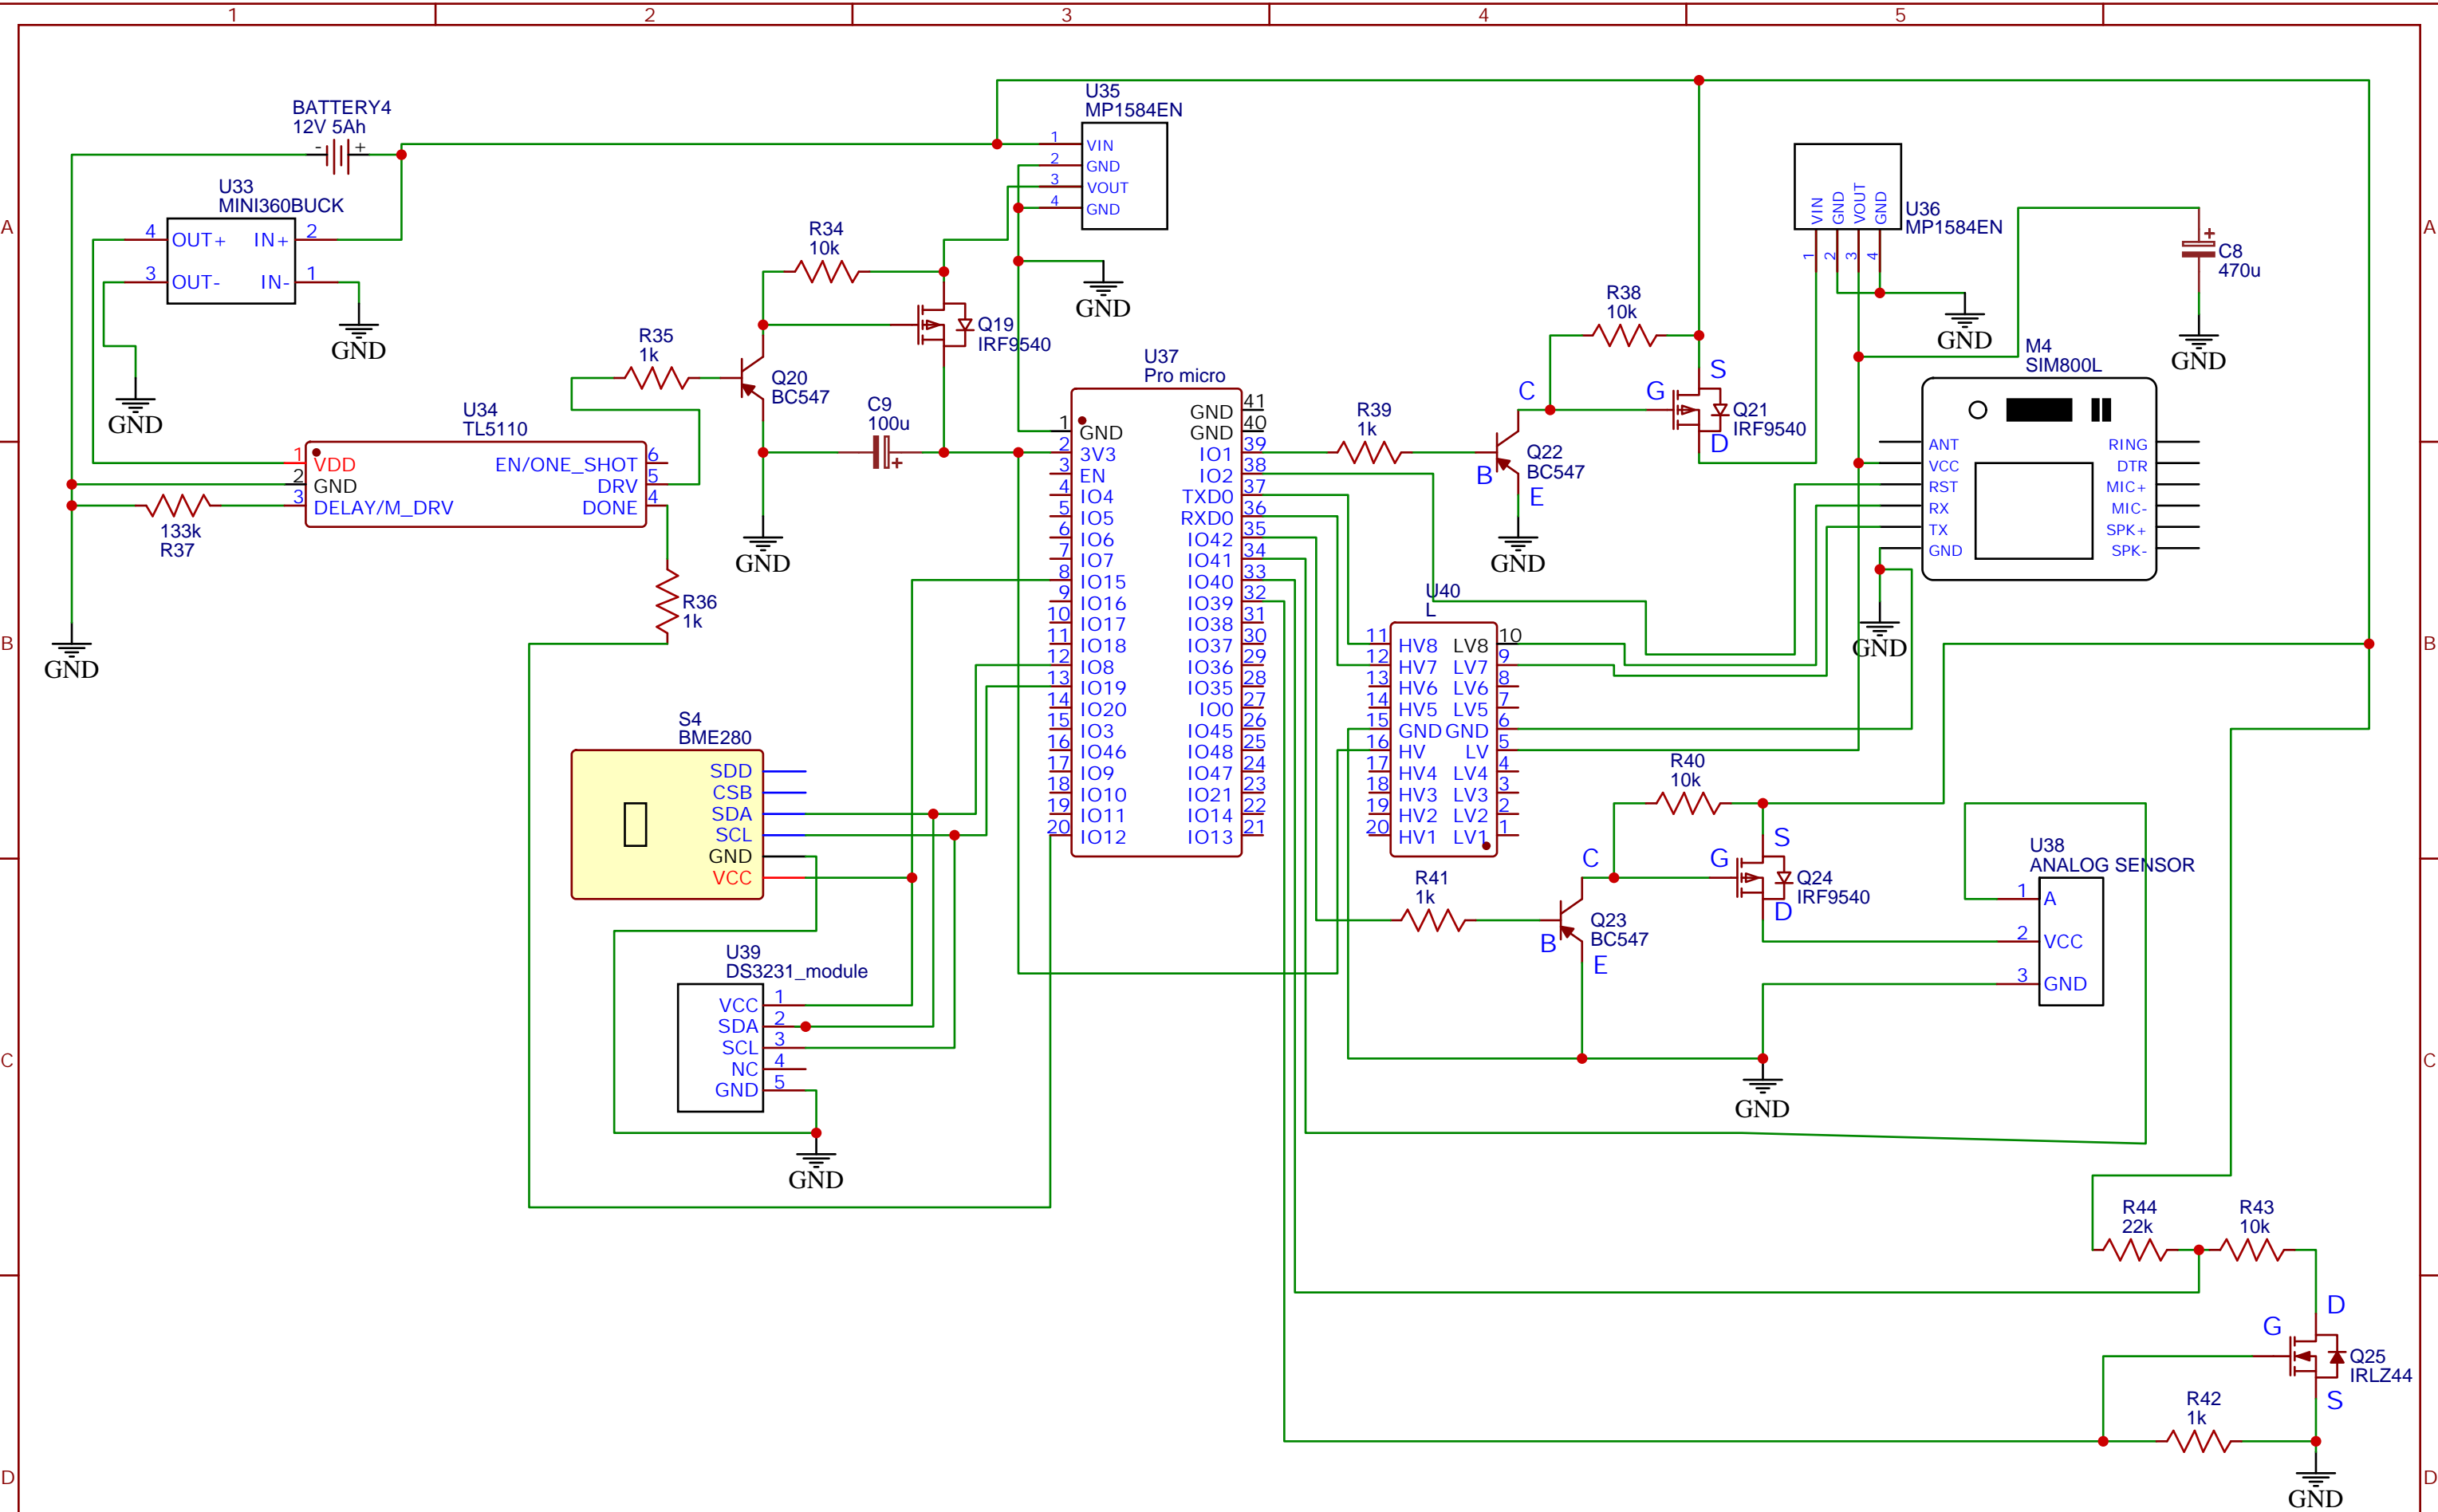 1 2 3 4 5
A A
B B
C C
D D
BATTERY4
12V 5Ah
- +
U33
MINI360BUCK
4 OUT+ IN+ 2
3 OUT- IN- 1
GND
GND
U34
TL5110
1 VDD EN/ONE_SHOT 6
2 GND DRV 5
3 DELAY/M_DRV DONE 4
133k
R37
GND
R36
1k
R35
1k
R34
10k
Q20
BC547
Q19
IRF9540
C9
100u
+
GND
U35
MP1584EN
1 VIN
2 GND
3 VOUT
4 GND
GND
U37
Pro micro
GND 41
1 GND GND 40
2 3V3 IO1 39
3 EN IO2 38
4 IO4 TXD0 37
5 IO5 RXD0 36
6 IO6 IO42 35
7 IO7 IO41 34
8 IO15 IO40 33
9 IO16 IO39 32
10 IO17 IO38 31
11 IO18 IO37 30
12 IO8 IO36 29
13 IO19 IO35 28
14 IO20 IO0 27
15 IO3 IO45 26
16 IO46 IO48 25
17 IO9 IO47 24
18 IO10 IO21 23
19 IO11 IO14 22
20 IO12 IO13 21
S4
BME280
SDD
CSB
SDA
SCL
GND
VCC
U39
DS3231_module
VCC 1
SDA 2
SCL 3
NC 4
GND 5
GND
R39
1k
C
B
E
Q22
BC547
GND
R38
10k
S
G
D
Q21
IRF9540
U36
MP1584EN
VIN GND VOUT GND
1 2 3 4
GND
+
C8
470u
GND
M4
SIM800L
ANT RING
VCC DTR
RST MIC+
RX MIC-
TX SPK+
GND SPK-
GND
U40
L
11 HV8 LV8 10
12 HV7 LV7 9
13 HV6 LV6 8
14 HV5 LV5 7
15 GND GND 6
16 HV LV 5
17 HV4 LV4 4
18 HV3 LV3 3
19 HV2 LV2 2
20 HV1 LV1 1
R40
10k
R41
1k
C
B
E
Q23
BC547
S
G
D
Q24
IRF9540
GND
U38
ANALOG SENSOR
1 A
2 VCC
3 GND
R44
22k
R43
10k
D
G
S
Q25
IRLZ44
R42
1k
GND